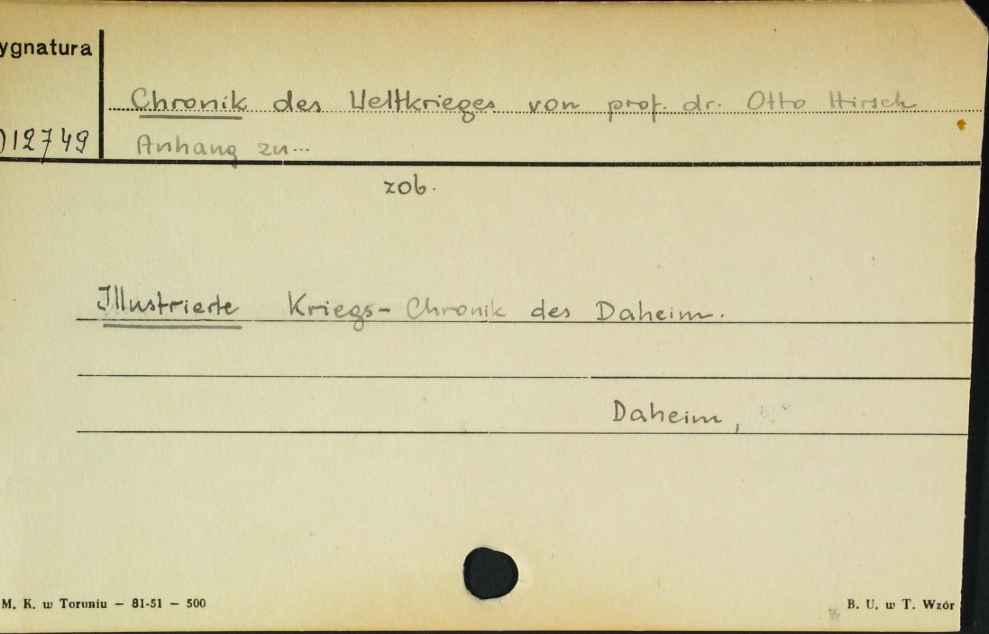 ygnatura
Chronik des Weltkrieges von prof. dr. Otto Hirsch
012749 Anhang zu...
zob.
Illustrierte Kriegs-Chronik des Daheim.
Daheim,
M. K. w Toruniu — 81-51 — 500
B. U. w T. Wzór